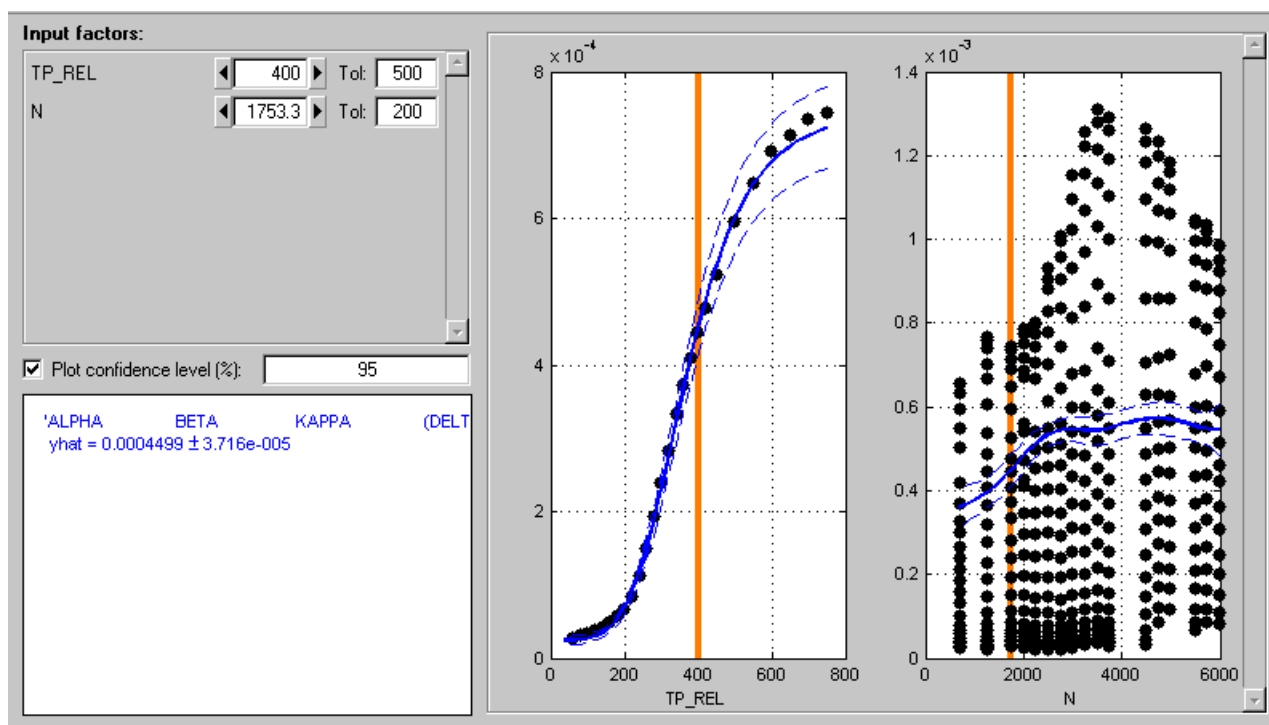 Input factors:
TP_REL 400 Tol: 500
N 1753.3 Tol: 200
Plot confidence level (%): 95
'ALPHA BETA KAPPA (DELT
yhat = 0.0004499 ± 3.716e-005
x 10⁻⁴
8
6
4
2
0
0 200 400 600 800
TP_REL
x 10⁻³
1.4
1.2
1
0.8
0.6
0.4
0.2
0
0 2000 4000 6000
N